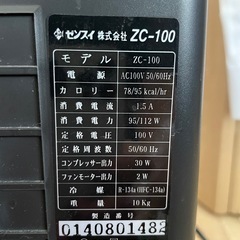 ゼンスイ株式会社 ZC-100
モデル ZC-100
電源 AC100V 50/60Hz
カロリー 78/95 kcal/hr
消費電流 1.5 A
消費電力 95/112 W
定格電圧 100 V
定格周波数 50/60 Hz
コンプレッサー出力 30 W
ファンモーター出力 2 W
冷媒 R-134a (HFC-134a)
重量 10 Kg
製造番号
0140801482